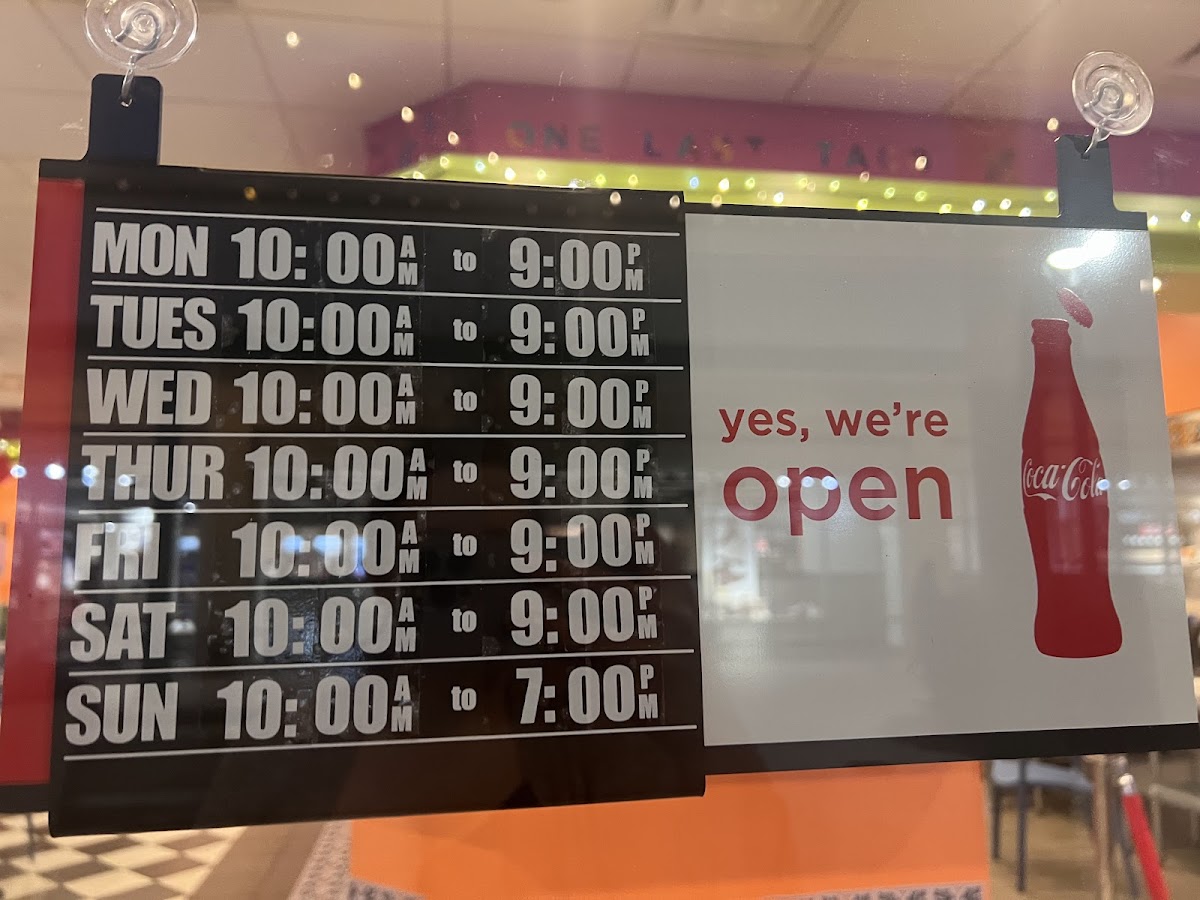 ONE LAST TACO
MON 10:00AM to 9:00PM
TUES 10:00AM to 9:00PM
WED 10:00AM to 9:00PM
THUR 10:00AM to 9:00PM
FRI 10:00AM to 9:00PM
SAT 10:00AM to 9:00PM
SUN 10:00AM to 7:00PM
yes, we're
open
Coca-Cola